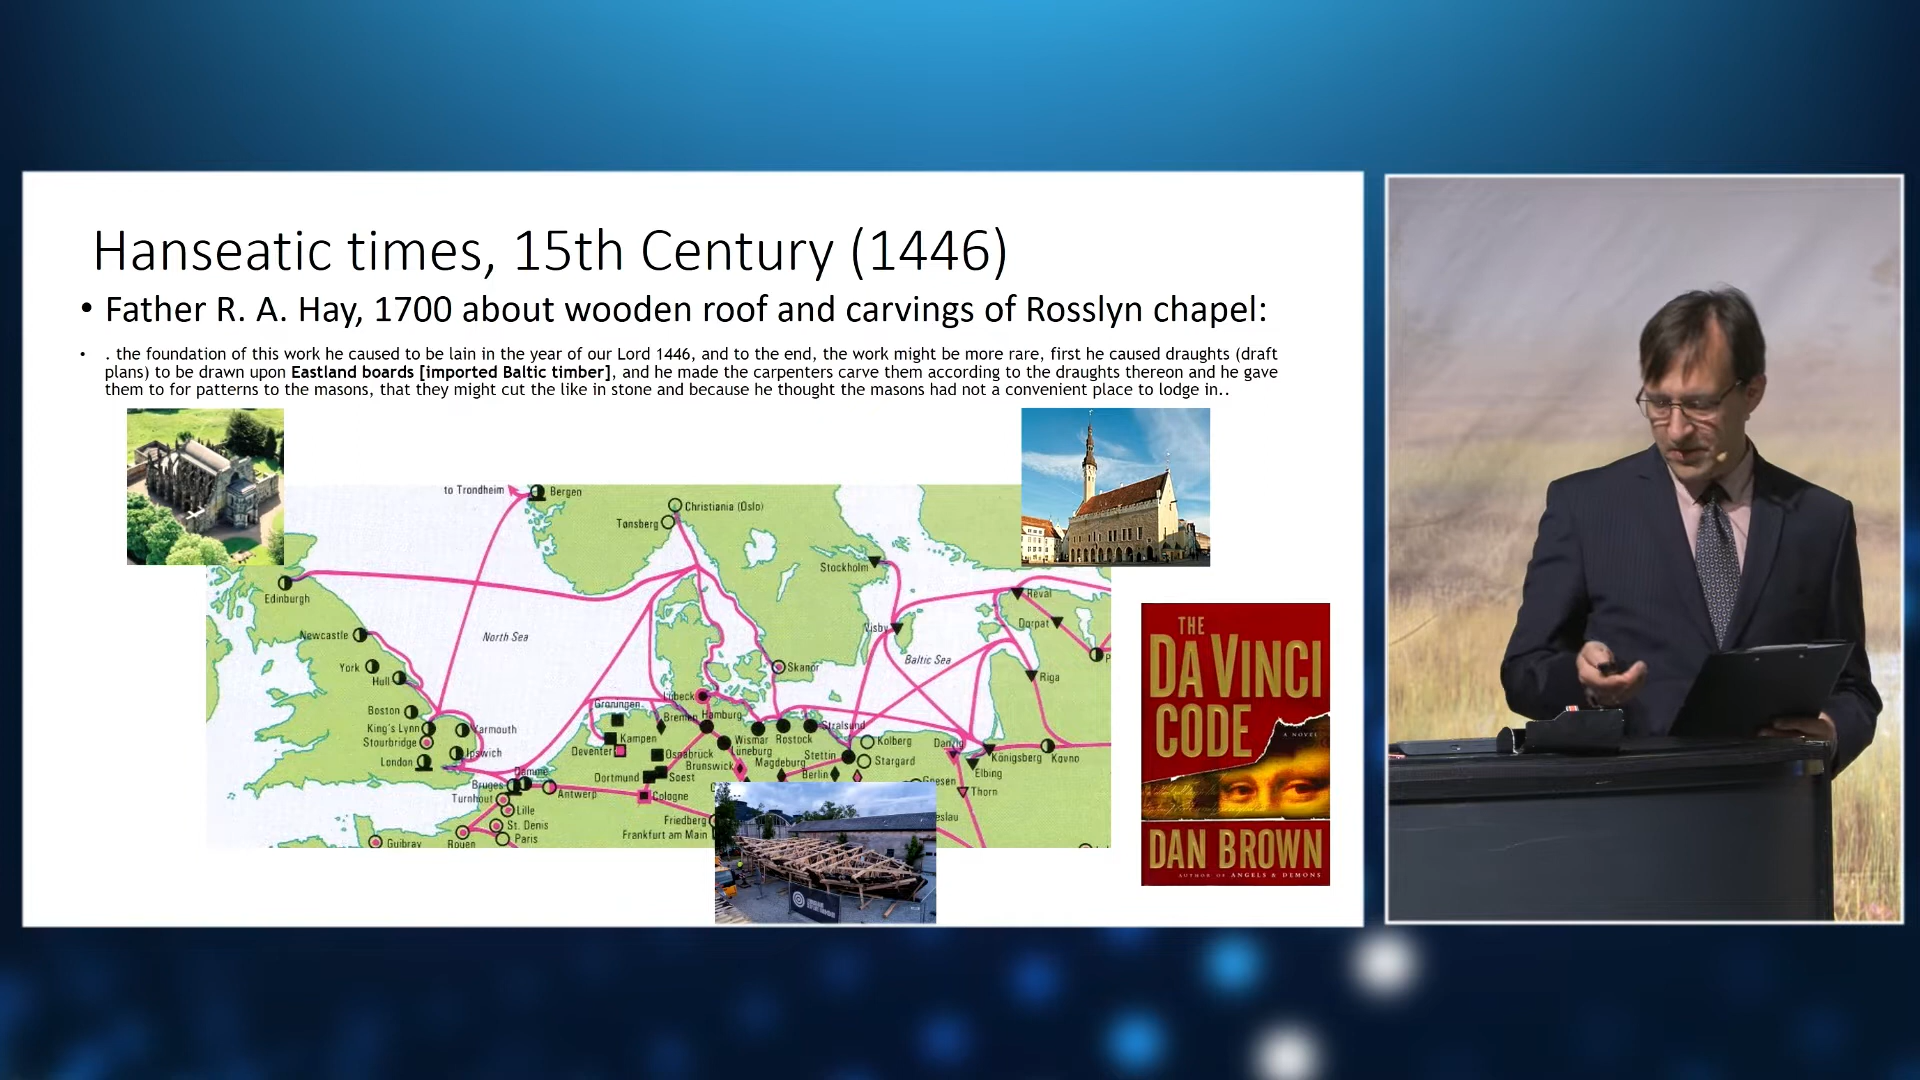 Hanseatic times, 15th Century (1446)
• Father R. A. Hay, 1700 about wooden roof and carvings of Rosslyn chapel:
• . the foundation of this work he caused to be lain in the year of our Lord 1446, and to the end, the work might be more rare, first he caused draughts (draft
plans) to be drawn upon Eastland boards [imported Baltic timber], and he made the carpenters carve them according to the draughts thereon and he gave
them to for patterns to the masons, that they might cut the like in stone and because he thought the masons had not a convenient place to lodge in..
to Trondheim
Bergen
Christiania (Oslo)
Tønsberg
Stockholm
Edinburgh
Reval
Newcastle
North Sea
Visby
Dorpat
Baltic Sea
York
Hull
Skanör
Riga
P
Lübeck
Boston
Groningen
Bremen
Hamburg
King's Lynn
Yarmouth
Stralsund
Stourbridge
Kampen
Wismar
Rostock
Kolberg
Danzig
Deventer
Osnabrück
Lüneburg
Stettin
Königsberg
Kovno
London
Ipswich
Brunswick
Magdeburg
Stargard
Damme
Dortmund
Soest
Berlin
Elbing
Bruges
Antwerp
Cologne
Gnesen
Thorn
Turnhout
Lille
Friedberg
eslau
St. Denis
Frankfurt am Main
Guibray
Rouen
Paris
THE
DA VINCI
CODE
A NOVEL
DAN BROWN
AUTHOR OF ANGELS & DEMONS